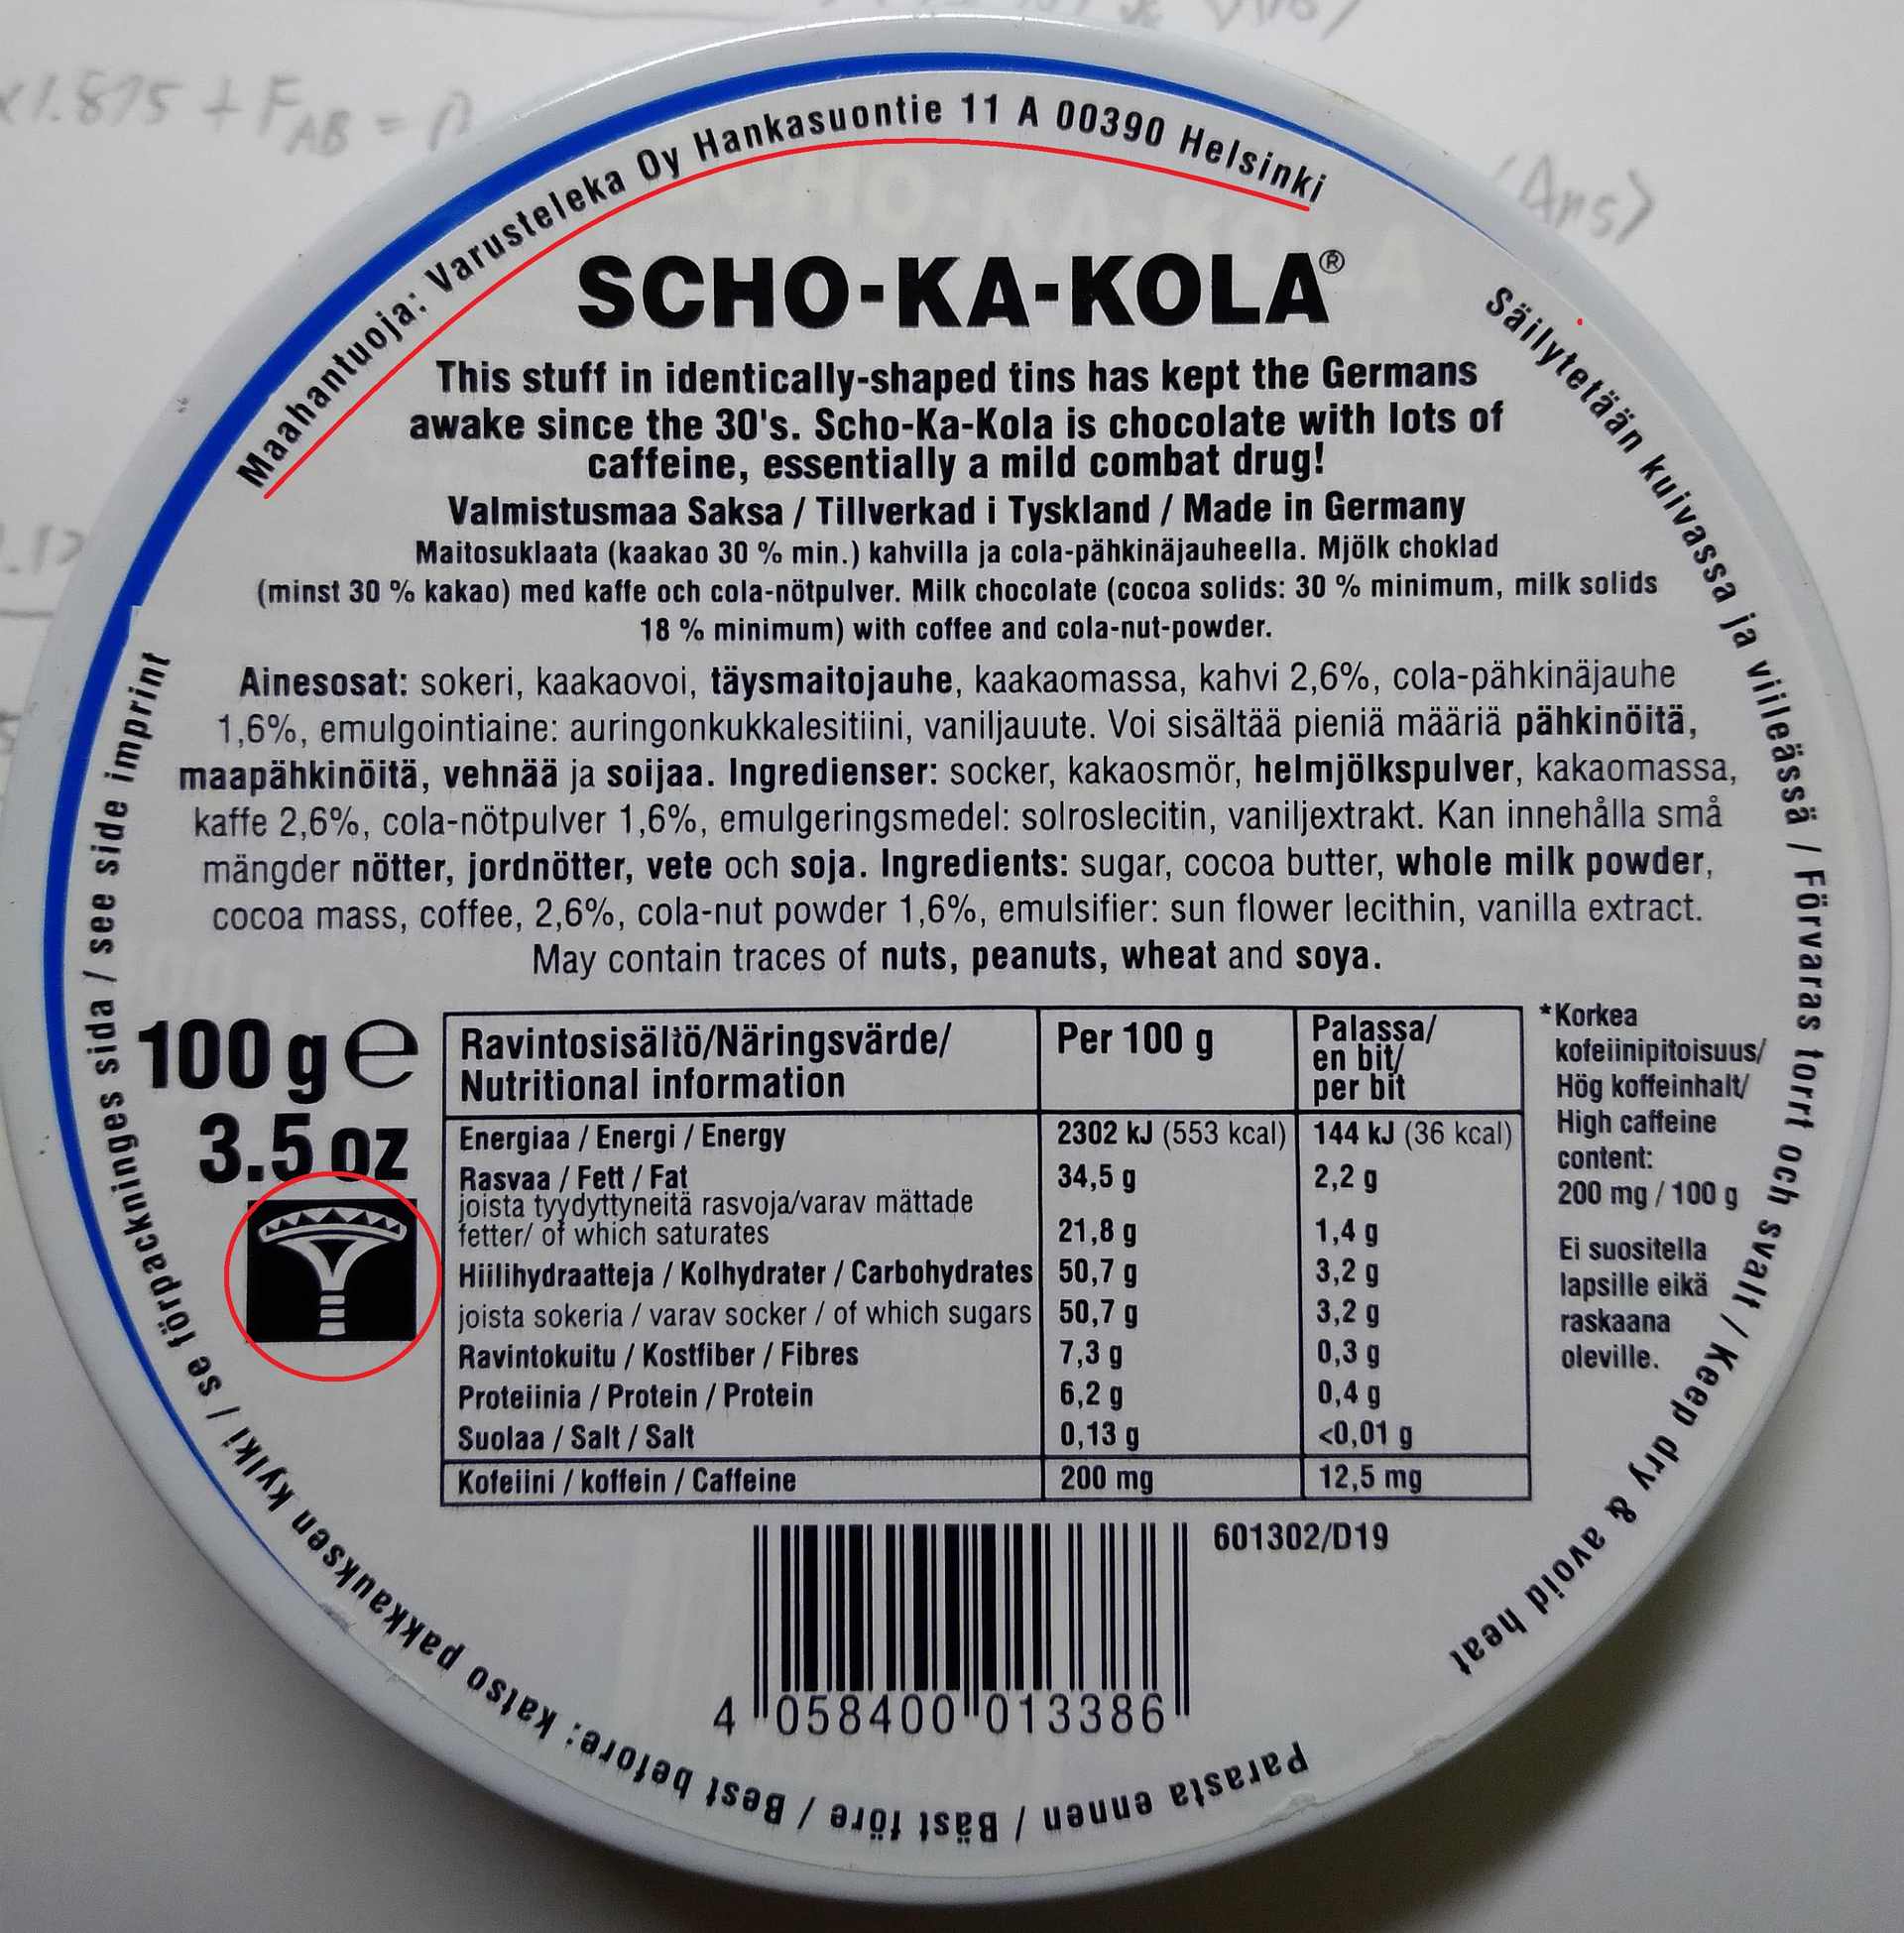 x1.875 + FAB =
(Ans)
Maahantuoja: Varusteleka Oy Hankasuontie 11 A 00390 Helsinki
SCHO-KA-KOLA®
This stuff in identically-shaped tins has kept the Germans
awake since the 30's. Scho-Ka-Kola is chocolate with lots of
caffeine, essentially a mild combat drug!
Valmistusmaa Saksa / Tillverkad i Tyskland / Made in Germany
Maitosuklaata (kaakao 30 % min.) kahvilla ja cola-pähkinäjauheella. Mjölk choklad
(minst 30 % kakao) med kaffe och cola-nötpulver. Milk chocolate (cocoa solids: 30 % minimum, milk solids
18 % minimum) with coffee and cola-nut-powder.
Ainesosat: sokeri, kaakaovoi, täysmaitojauhe, kaakaomassa, kahvi 2,6%, cola-pähkinäjauhe
1,6%, emulgointiaine: auringonkukkalesitiini, vaniljauute. Voi sisältää pieniä määriä pähkinöitä,
maapähkinöitä, vehnää ja soijaa. Ingredienser: socker, kakaosmör, helmjölkspulver, kakaomassa,
kaffe 2,6%, cola-nötpulver 1,6%, emulgeringsmedel: solroslecitin, vaniljextrakt. Kan innehålla små
mängder nötter, jordnötter, vete och soja. Ingredients: sugar, cocoa butter, whole milk powder,
cocoa mass, coffee, 2,6%, cola-nut powder 1,6%, emulsifier: sun flower lecithin, vanilla extract.
May contain traces of nuts, peanuts, wheat and soya.
100 g e
3.5 oz
Ravintosisältö/Näringsvärde/
Nutritional information
Per 100 g
Palassa/
en bit/
per bit
Energiaa / Energi / Energy 2302 kJ (553 kcal) 144 kJ (36 kcal)
Rasvaa / Fett / Fat 34,5 g 2,2 g
joista tyydyttyneitä rasvoja/varav mättade
fetter/ of which saturates 21,8 g 1,4 g
Hiilihydraatteja / Kolhydrater / Carbohydrates 50,7 g 3,2 g
joista sokeria / varav socker / of which sugars 50,7 g 3,2 g
Ravintokuitu / Kostfiber / Fibres 7,3 g 0,3 g
Proteiinia / Protein / Protein 6,2 g 0,4 g
Suolaa / Salt / Salt 0,13 g <0,01 g
Kofeiini / koffein / Caffeine 200 mg 12,5 mg
*Korkea
kofeiinipitoisuus/
Hög koffeinhalt/
High caffeine
content:
200 mg / 100 g
Ei suositella
lapsille eikä
raskaana
oleville.
601302/D19
4 058400 013386
Säilytetään kuivassa ja viileässä / Förvaras torrt och svalt / Keep dry & avoid heat
Parasta ennen / Bäst före / Best before: katso pakkauksen kylki / se förpackninges sida / see side imprint